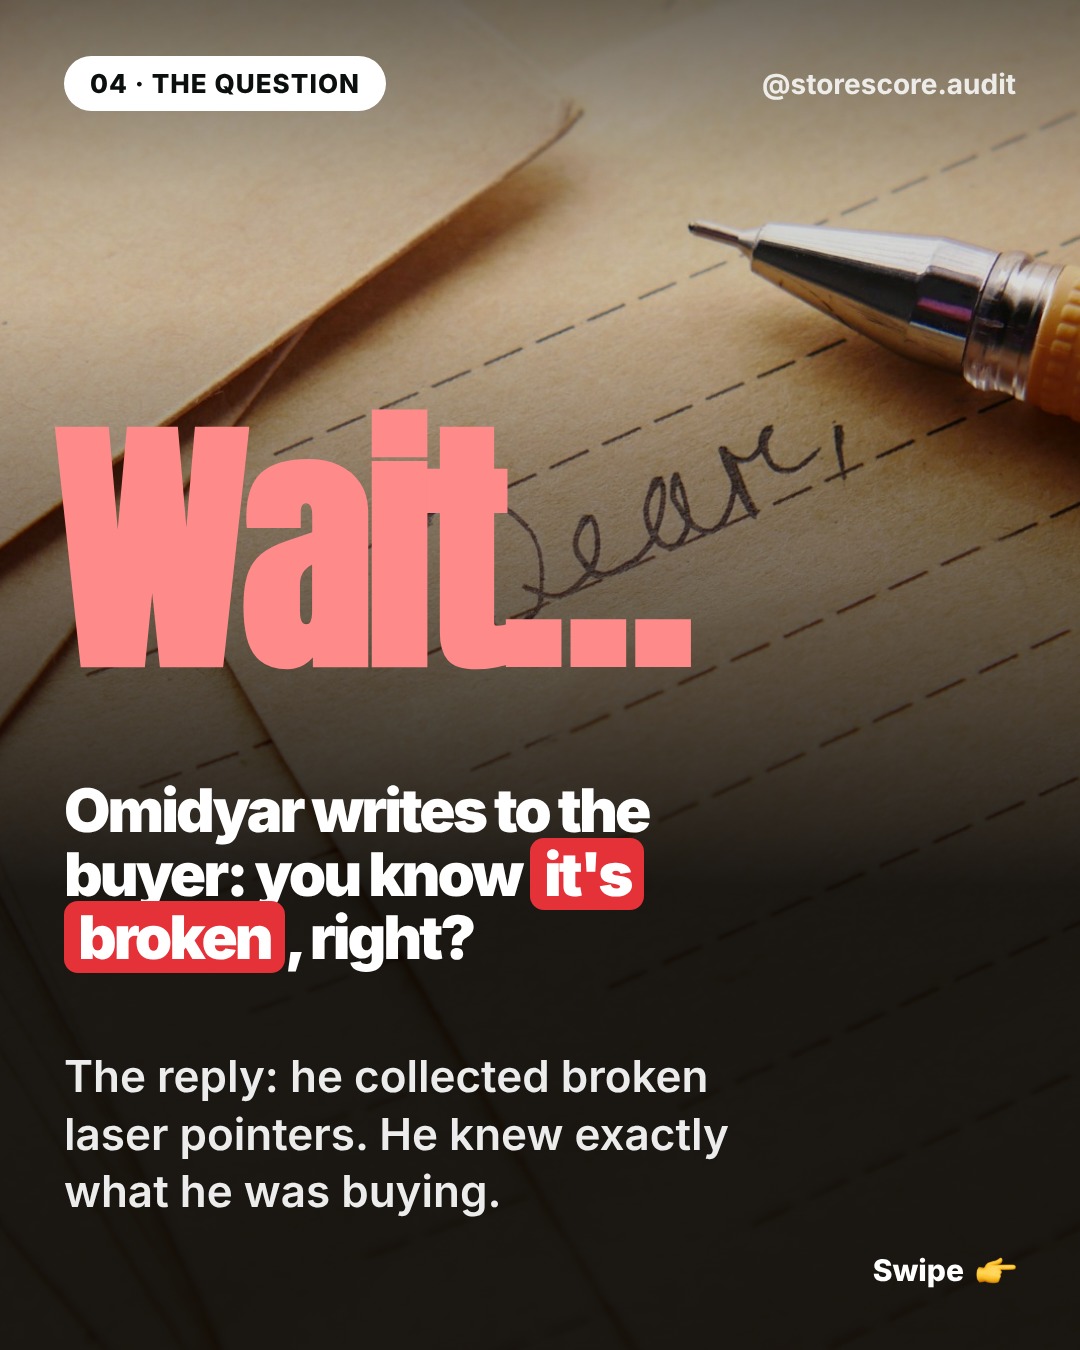 04 · THE QUESTION
@storescore.audit
Dear,
Wait...
Omidyar writes to the
buyer: you know it's
broken, right?
The reply: he collected broken
laser pointers. He knew exactly
what he was buying.
Swipe 👉